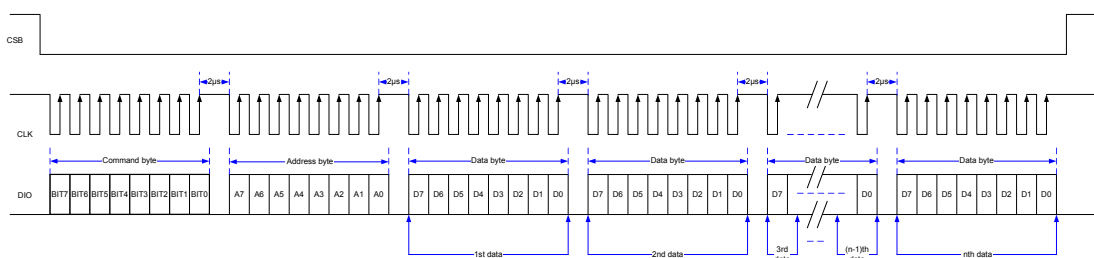 CSB
2μs 2μs 2μs 2μs 2μs
CLK
Command byte Address byte Data byte Data byte Data byte Data byte
DIO BIT7 BIT6 BIT5 BIT4 BIT3 BIT2 BIT1 BIT0 A7 A6 A5 A4 A3 A2 A1 A0 D7 D6 D5 D4 D3 D2 D1 D0 D7 D6 D5 D4 D3 D2 D1 D0 D7 D0 D7 D6 D5 D4 D3 D2 D1 D0
1st data 2nd data 3rd (n-1)th nth data